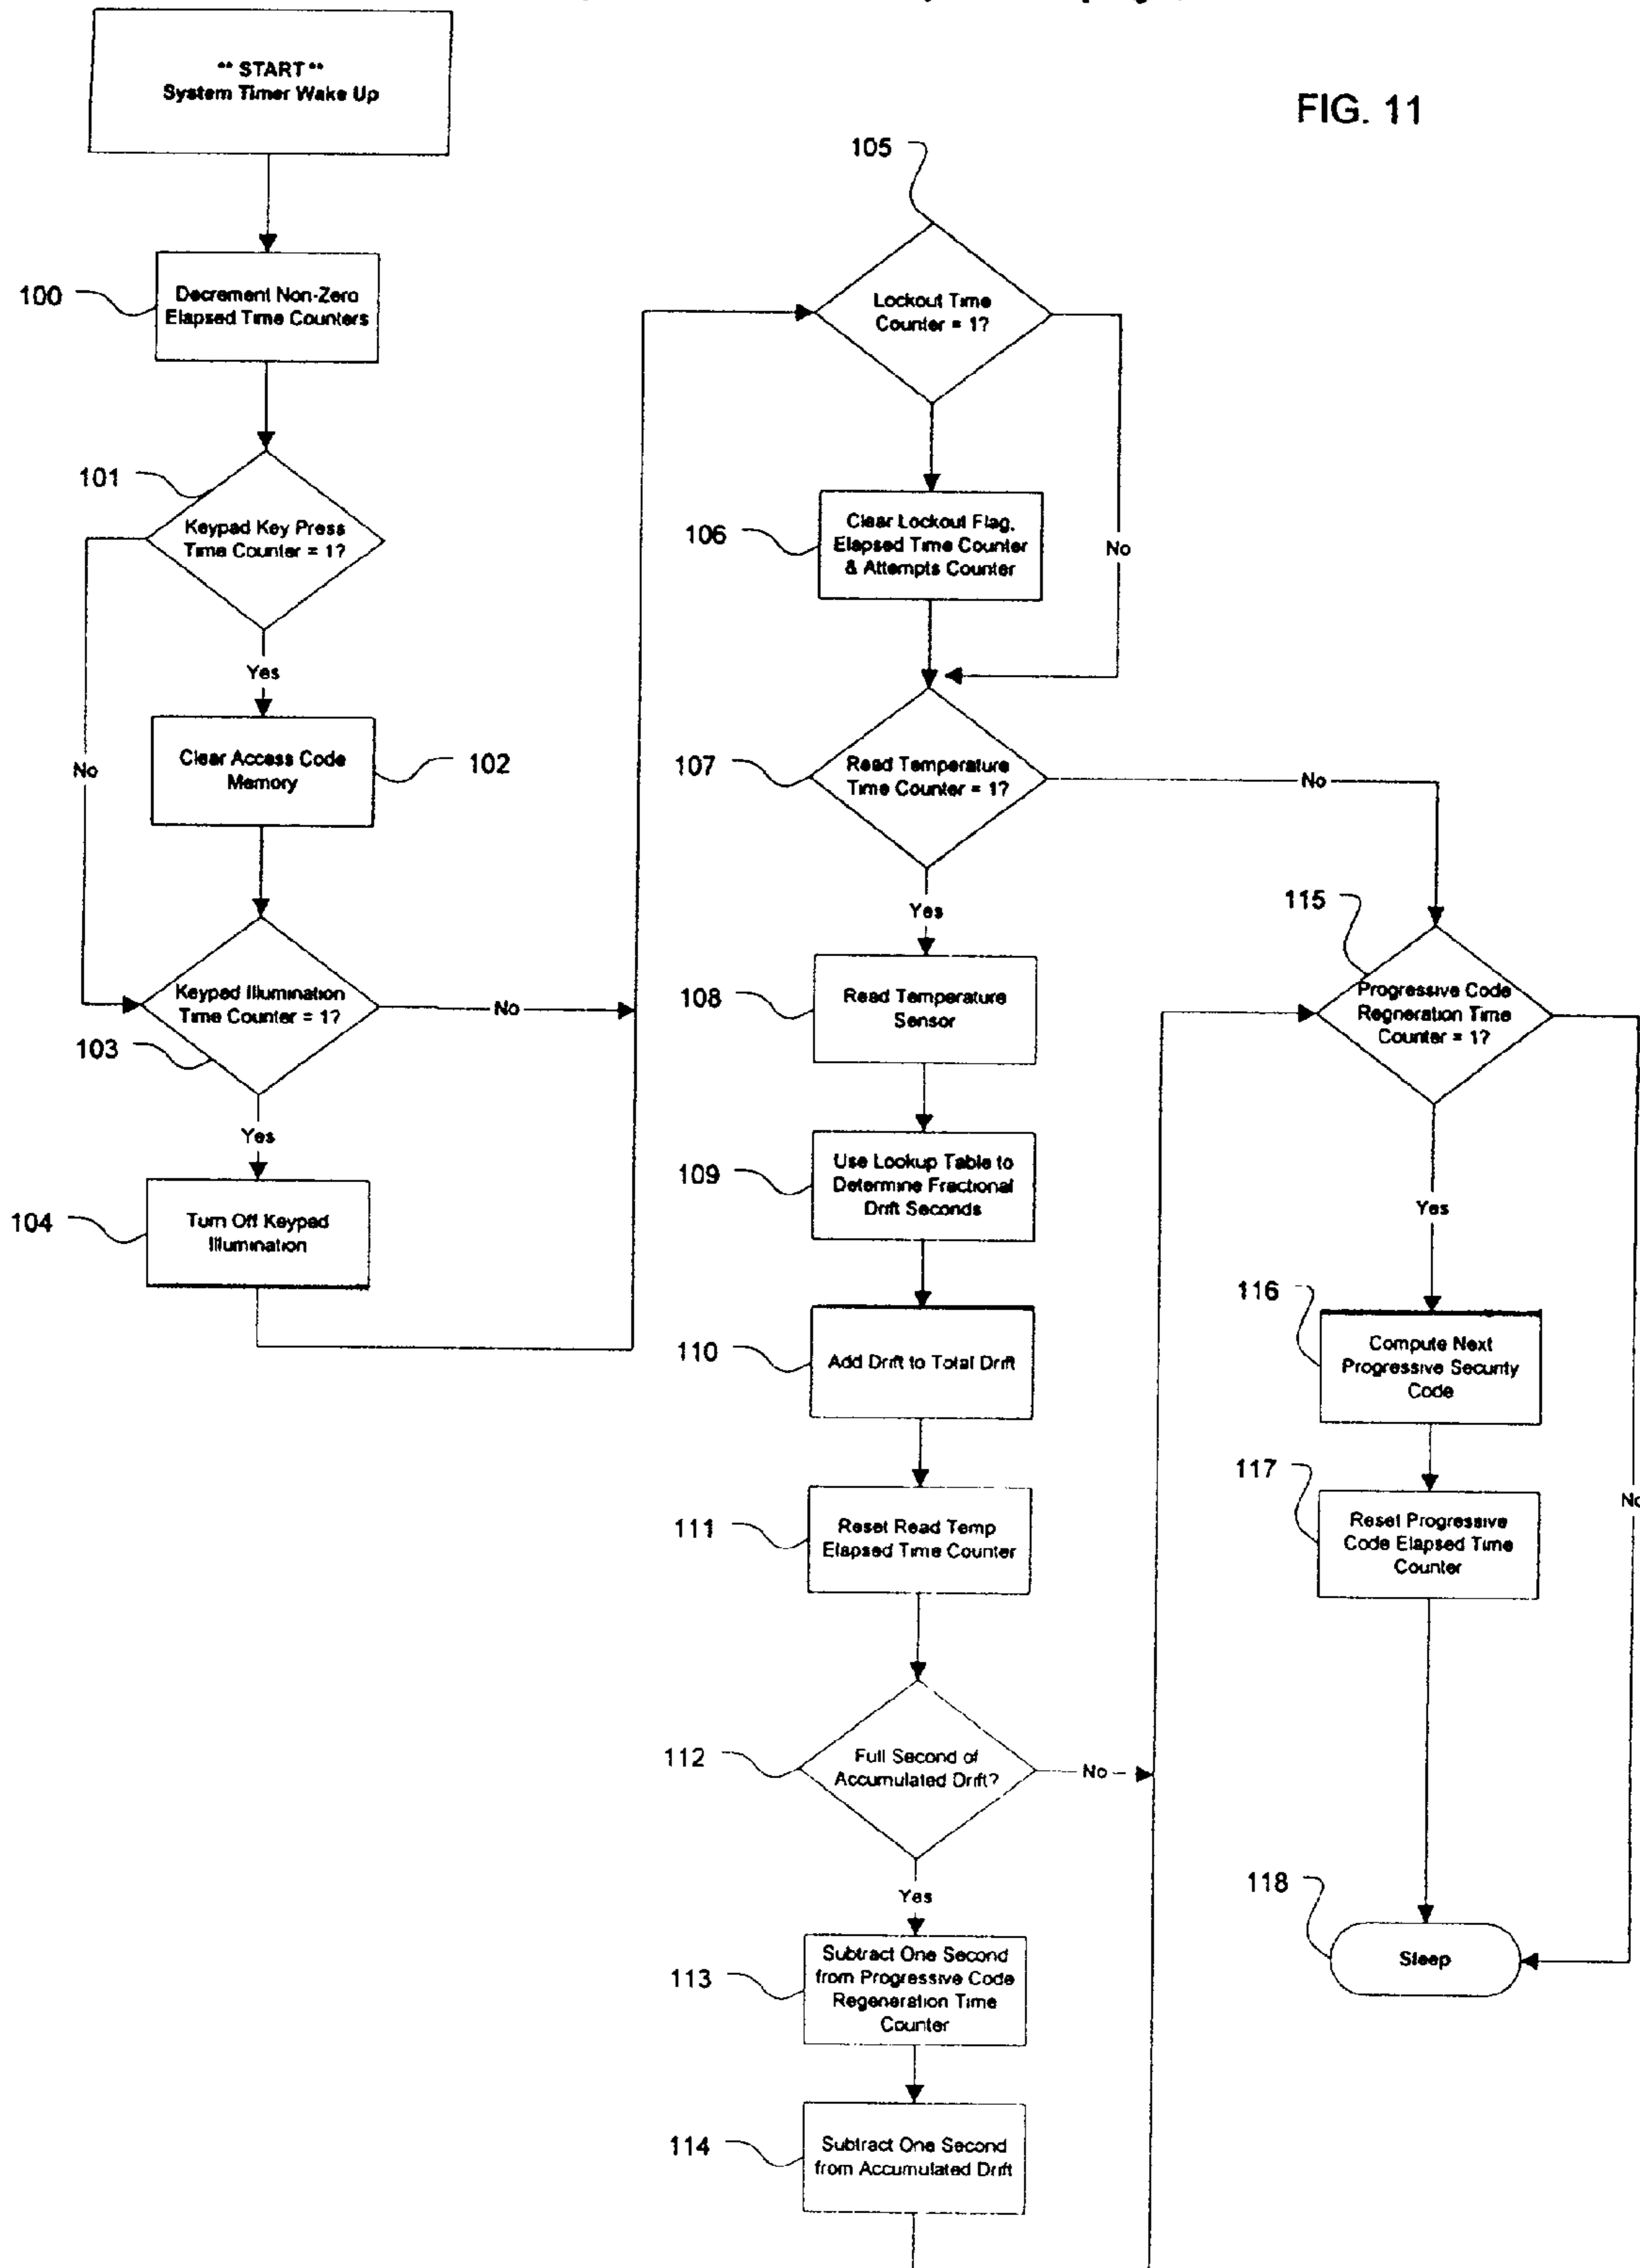 FIG. 11
** START **
System Timer Wake Up
100
Decrement Non-Zero
Elapsed Time Counters
101
Keypad Key Press
Time Counter = 1?
Yes
No
Clear Access Code
Memory
102
Keypad Illumination
Time Counter = 1?
No
103
Yes
104
Turn Off Keypad
Illumination
105
Lockout Time
Counter = 1?
No
106
Clear Lockout Flag,
Elapsed Time Counter
& Attempts Counter
107
Read Temperature
Time Counter = 1?
No
Yes
108
Read Temperature
Sensor
109
Use Lookup Table to
Determine Fractional
Drift Seconds
110
Add Drift to Total Drift
111
Reset Read Temp
Elapsed Time Counter
112
Full Second of
Accumulated Drift?
No
Yes
113
Subtract One Second
from Progressive Code
Regeneration Time
Counter
114
Subtract One Second
from Accumulated Drift
115
Progressive Code
Regneration Time
Counter = 1?
Yes
No
116
Compute Next
Progressive Security
Code
117
Reset Progressive
Code Elapsed Time
Counter
118
Sleep